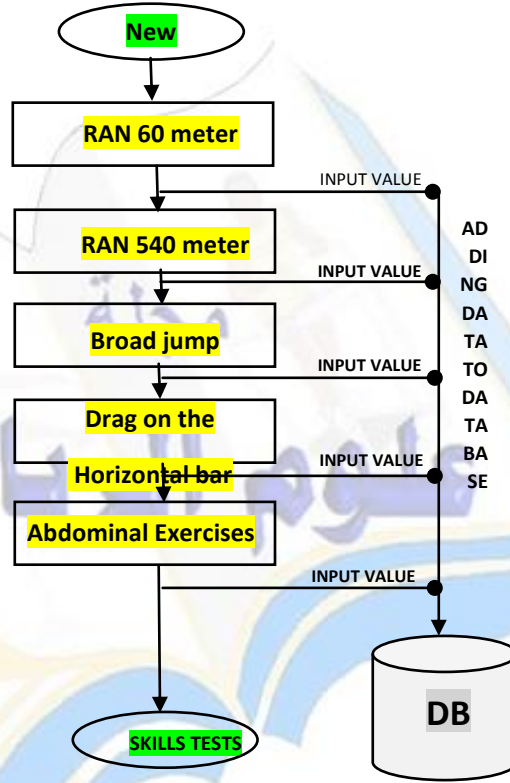 New
RAN 60 meter
INPUT VALUE
RAN 540 meter
INPUT VALUE
Broad jump
INPUT VALUE
Drag on the
Horizontal bar
INPUT VALUE
Abdominal Exercises
INPUT VALUE
SKILLS TESTS
AD
DI
NG
DA
TA
TO
DA
TA
BA
SE
DB
مجلة
علوم